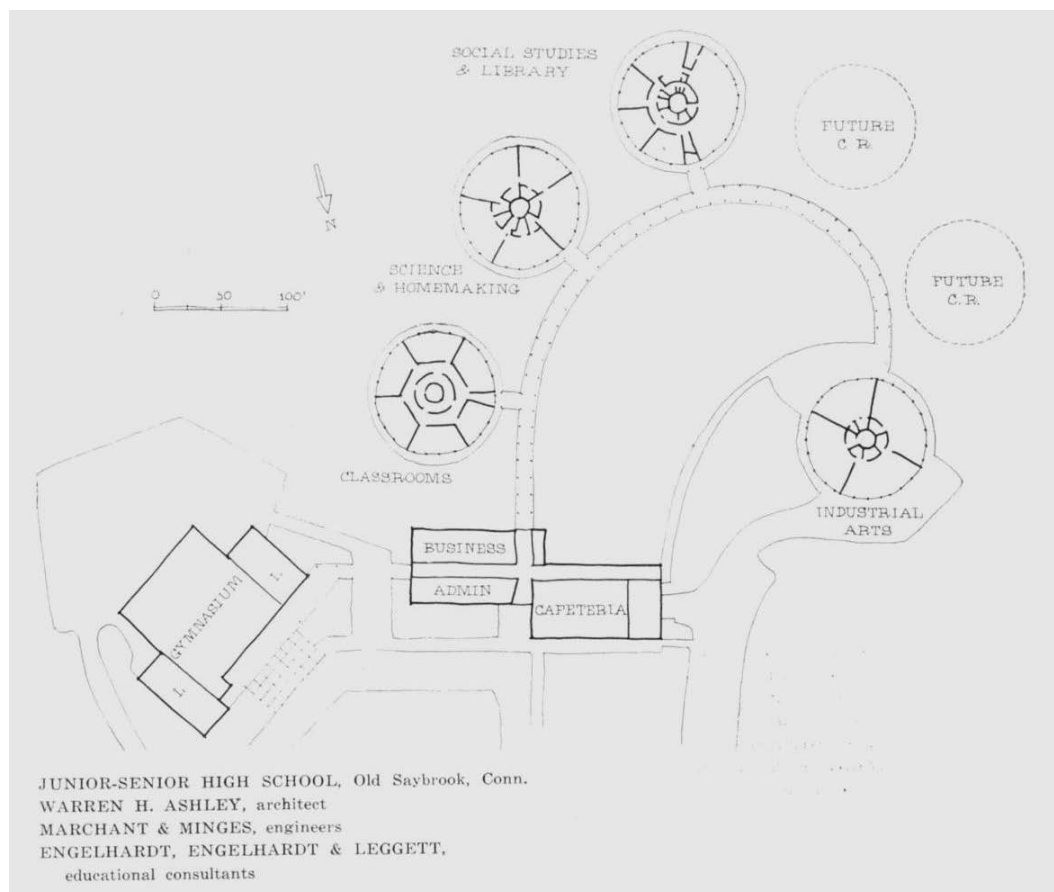 SOCIAL STUDIES
& LIBRARY
FUTURE
C.R.
N
SCIENCE
& HOMEMAKING
FUTURE
C.R.
0 50 100'
CLASSROOMS
INDUSTRIAL
ARTS
BUSINESS
ADMIN
CAFETERIA
L
GYMNASIUM
L
JUNIOR-SENIOR HIGH SCHOOL, Old Saybrook, Conn.
WARREN H. ASHLEY, architect
MARCHANT & MINGES, engineers
ENGELHARDT, ENGELHARDT & LEGGETT,
educational consultants